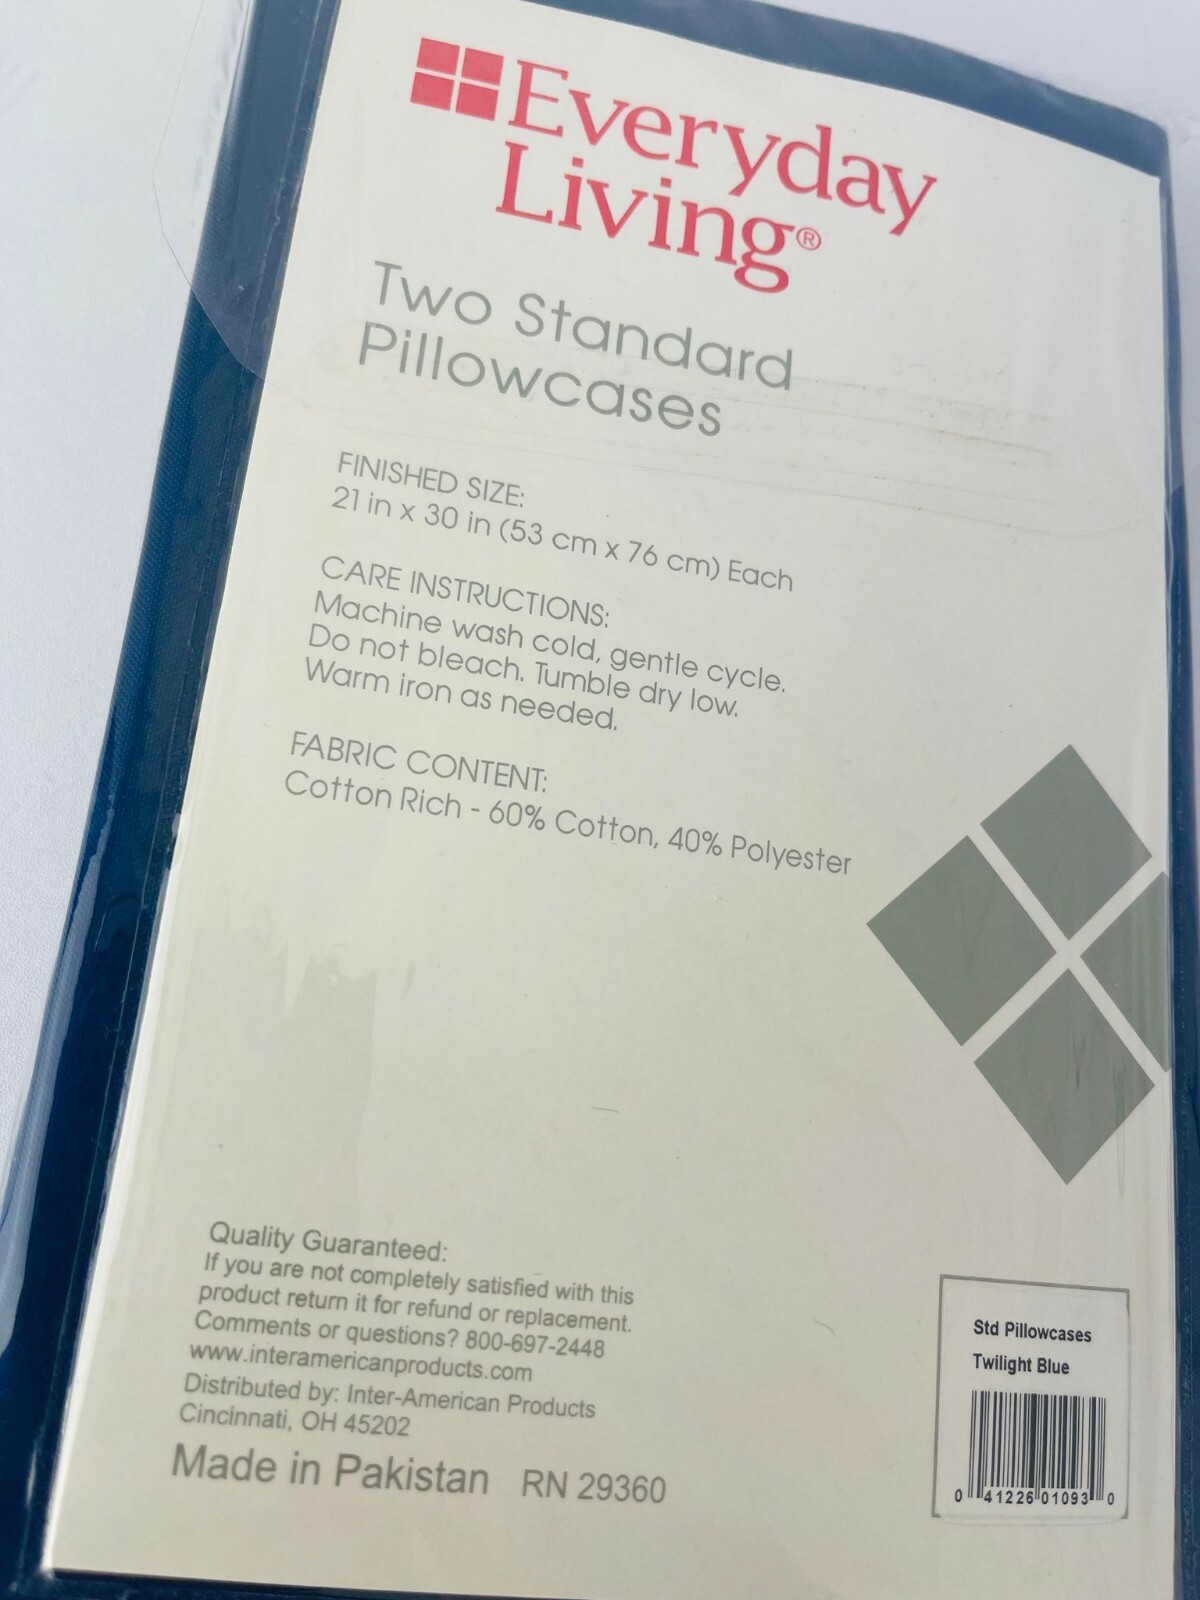 Everyday
Living®
Two Standard
Pillowcases
FINISHED SIZE:
21 in x 30 in (53 cm x 76 cm) Each
CARE INSTRUCTIONS:
Machine wash cold, gentle cycle.
Do not bleach. Tumble dry low.
Warm iron as needed.
FABRIC CONTENT:
Cotton Rich - 60% Cotton, 40% Polyester
Quality Guaranteed:
If you are not completely satisfied with this
product return it for refund or replacement.
Comments or questions? 800-697-2448
www.interamericanproducts.com
Distributed by: Inter-American Products
Cincinnati, OH 45202
Made in Pakistan RN 29360
Std Pillowcases
Twilight Blue
0 41226 01093 0